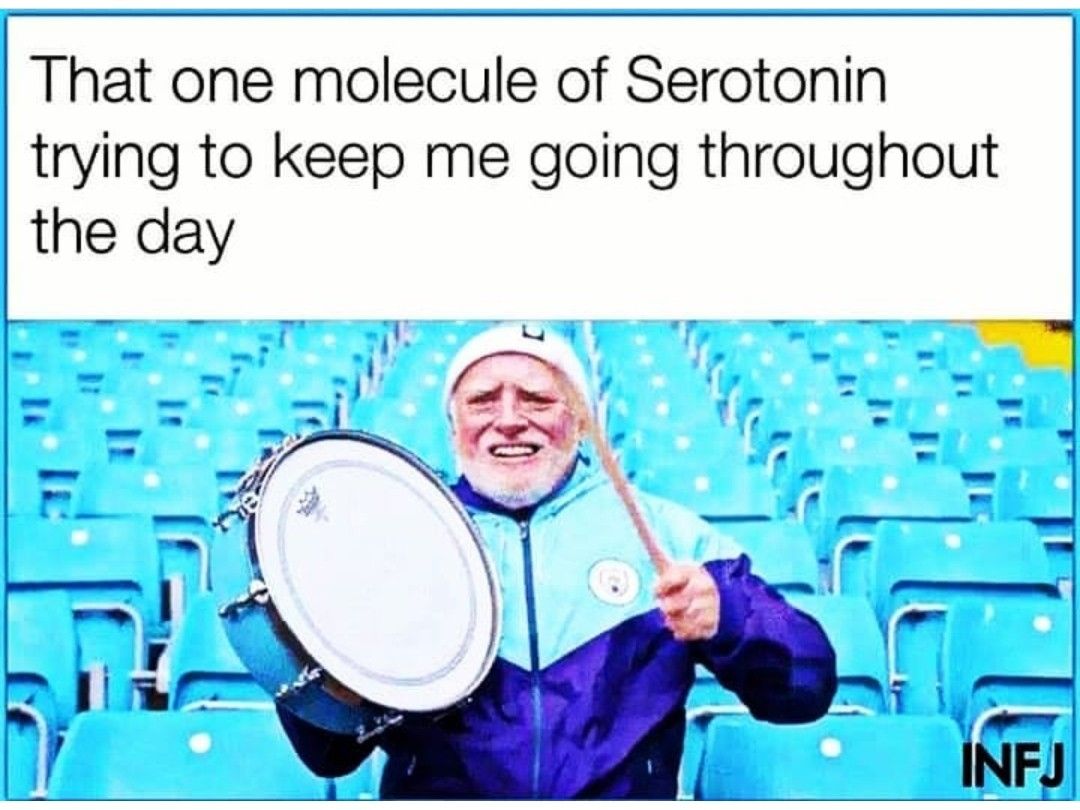 That one molecule of Serotonin
trying to keep me going throughout
the day
INFJ